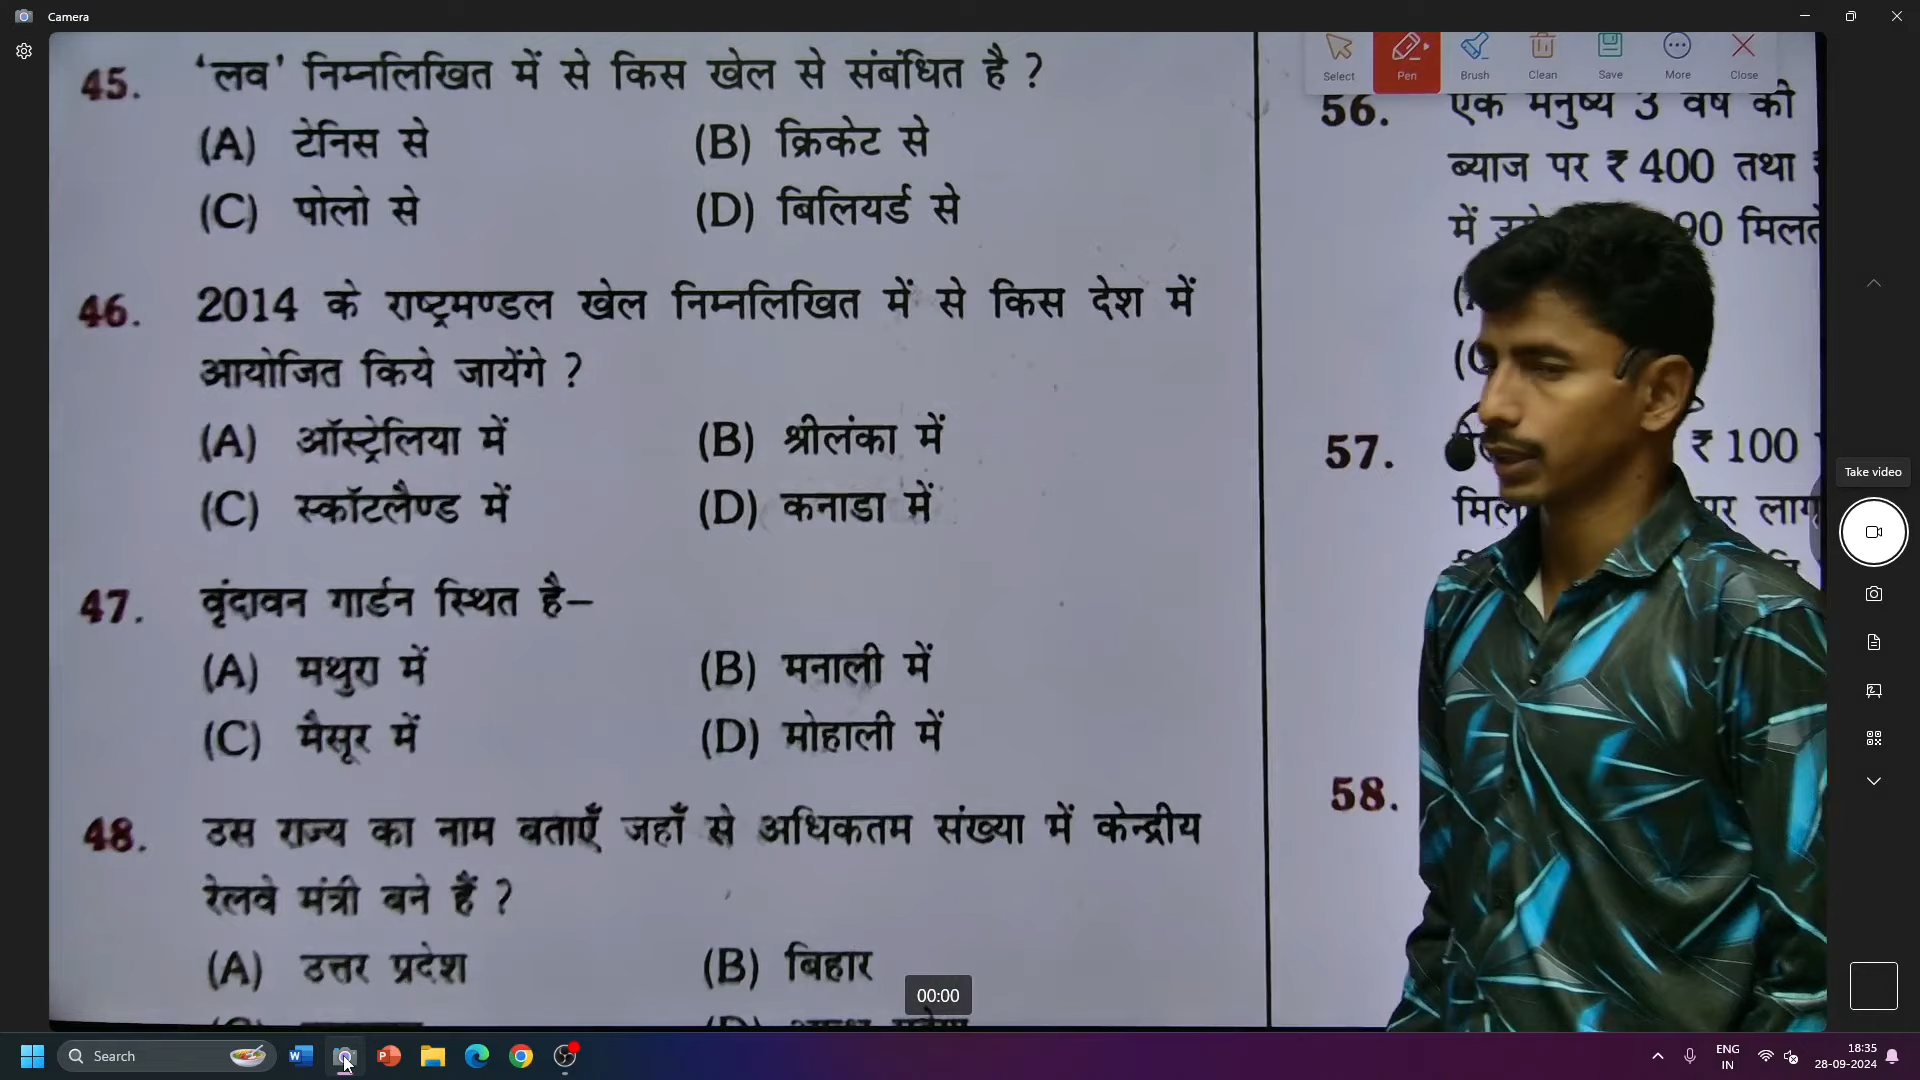 Camera
45. 'लव' निम्नलिखित में से किस खेल से संबंधित है ?
(A) टेनिस से (B) क्रिकेट से
(C) पोलो से (D) बिलियर्ड से
46. 2014 के राष्ट्रमण्डल खेल निम्नलिखित में से किस देश में
आयोजित किये जायेंगे ?
(A) ऑस्ट्रेलिया में (B) श्रीलंका में
(C) स्कॉटलैण्ड में (D) कनाडा में
47. वृंदावन गार्डन स्थित है–
(A) मथुरा में (B) मनाली में
(C) मैसूर में (D) मोहाली में
48. उस राज्य का नाम बताएँ जहाँ से अधिकतम संख्या में केन्द्रीय
रेलवे मंत्री बने हैं ?
(A) उत्तर प्रदेश (B) बिहार
Select Pen Brush Clean Save More Close
56. एक मनुष्य 3 वर्ष की
ब्याज पर ₹ 400 तथा
में 90 मिलते
57. ₹ 100
पर
58.
Take video
00:00
Search
ENG
IN
18:35
28-09-2024